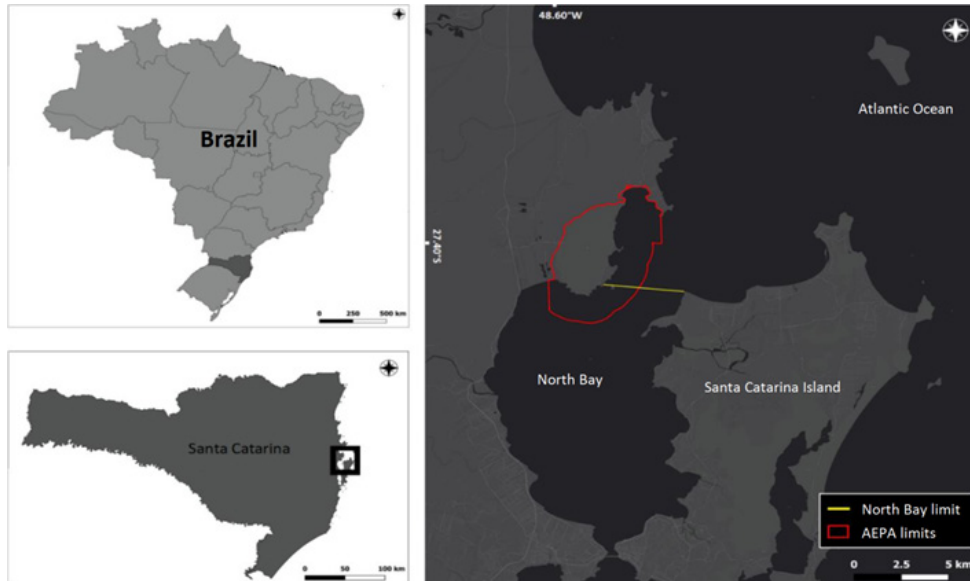 Brazil
0 250 500 km
Santa Catarina
0 50 100 km
48.60°W
27.40°S
Atlantic Ocean
North Bay
Santa Catarina Island
North Bay limit
AEPA limits
0 2.5 5 km